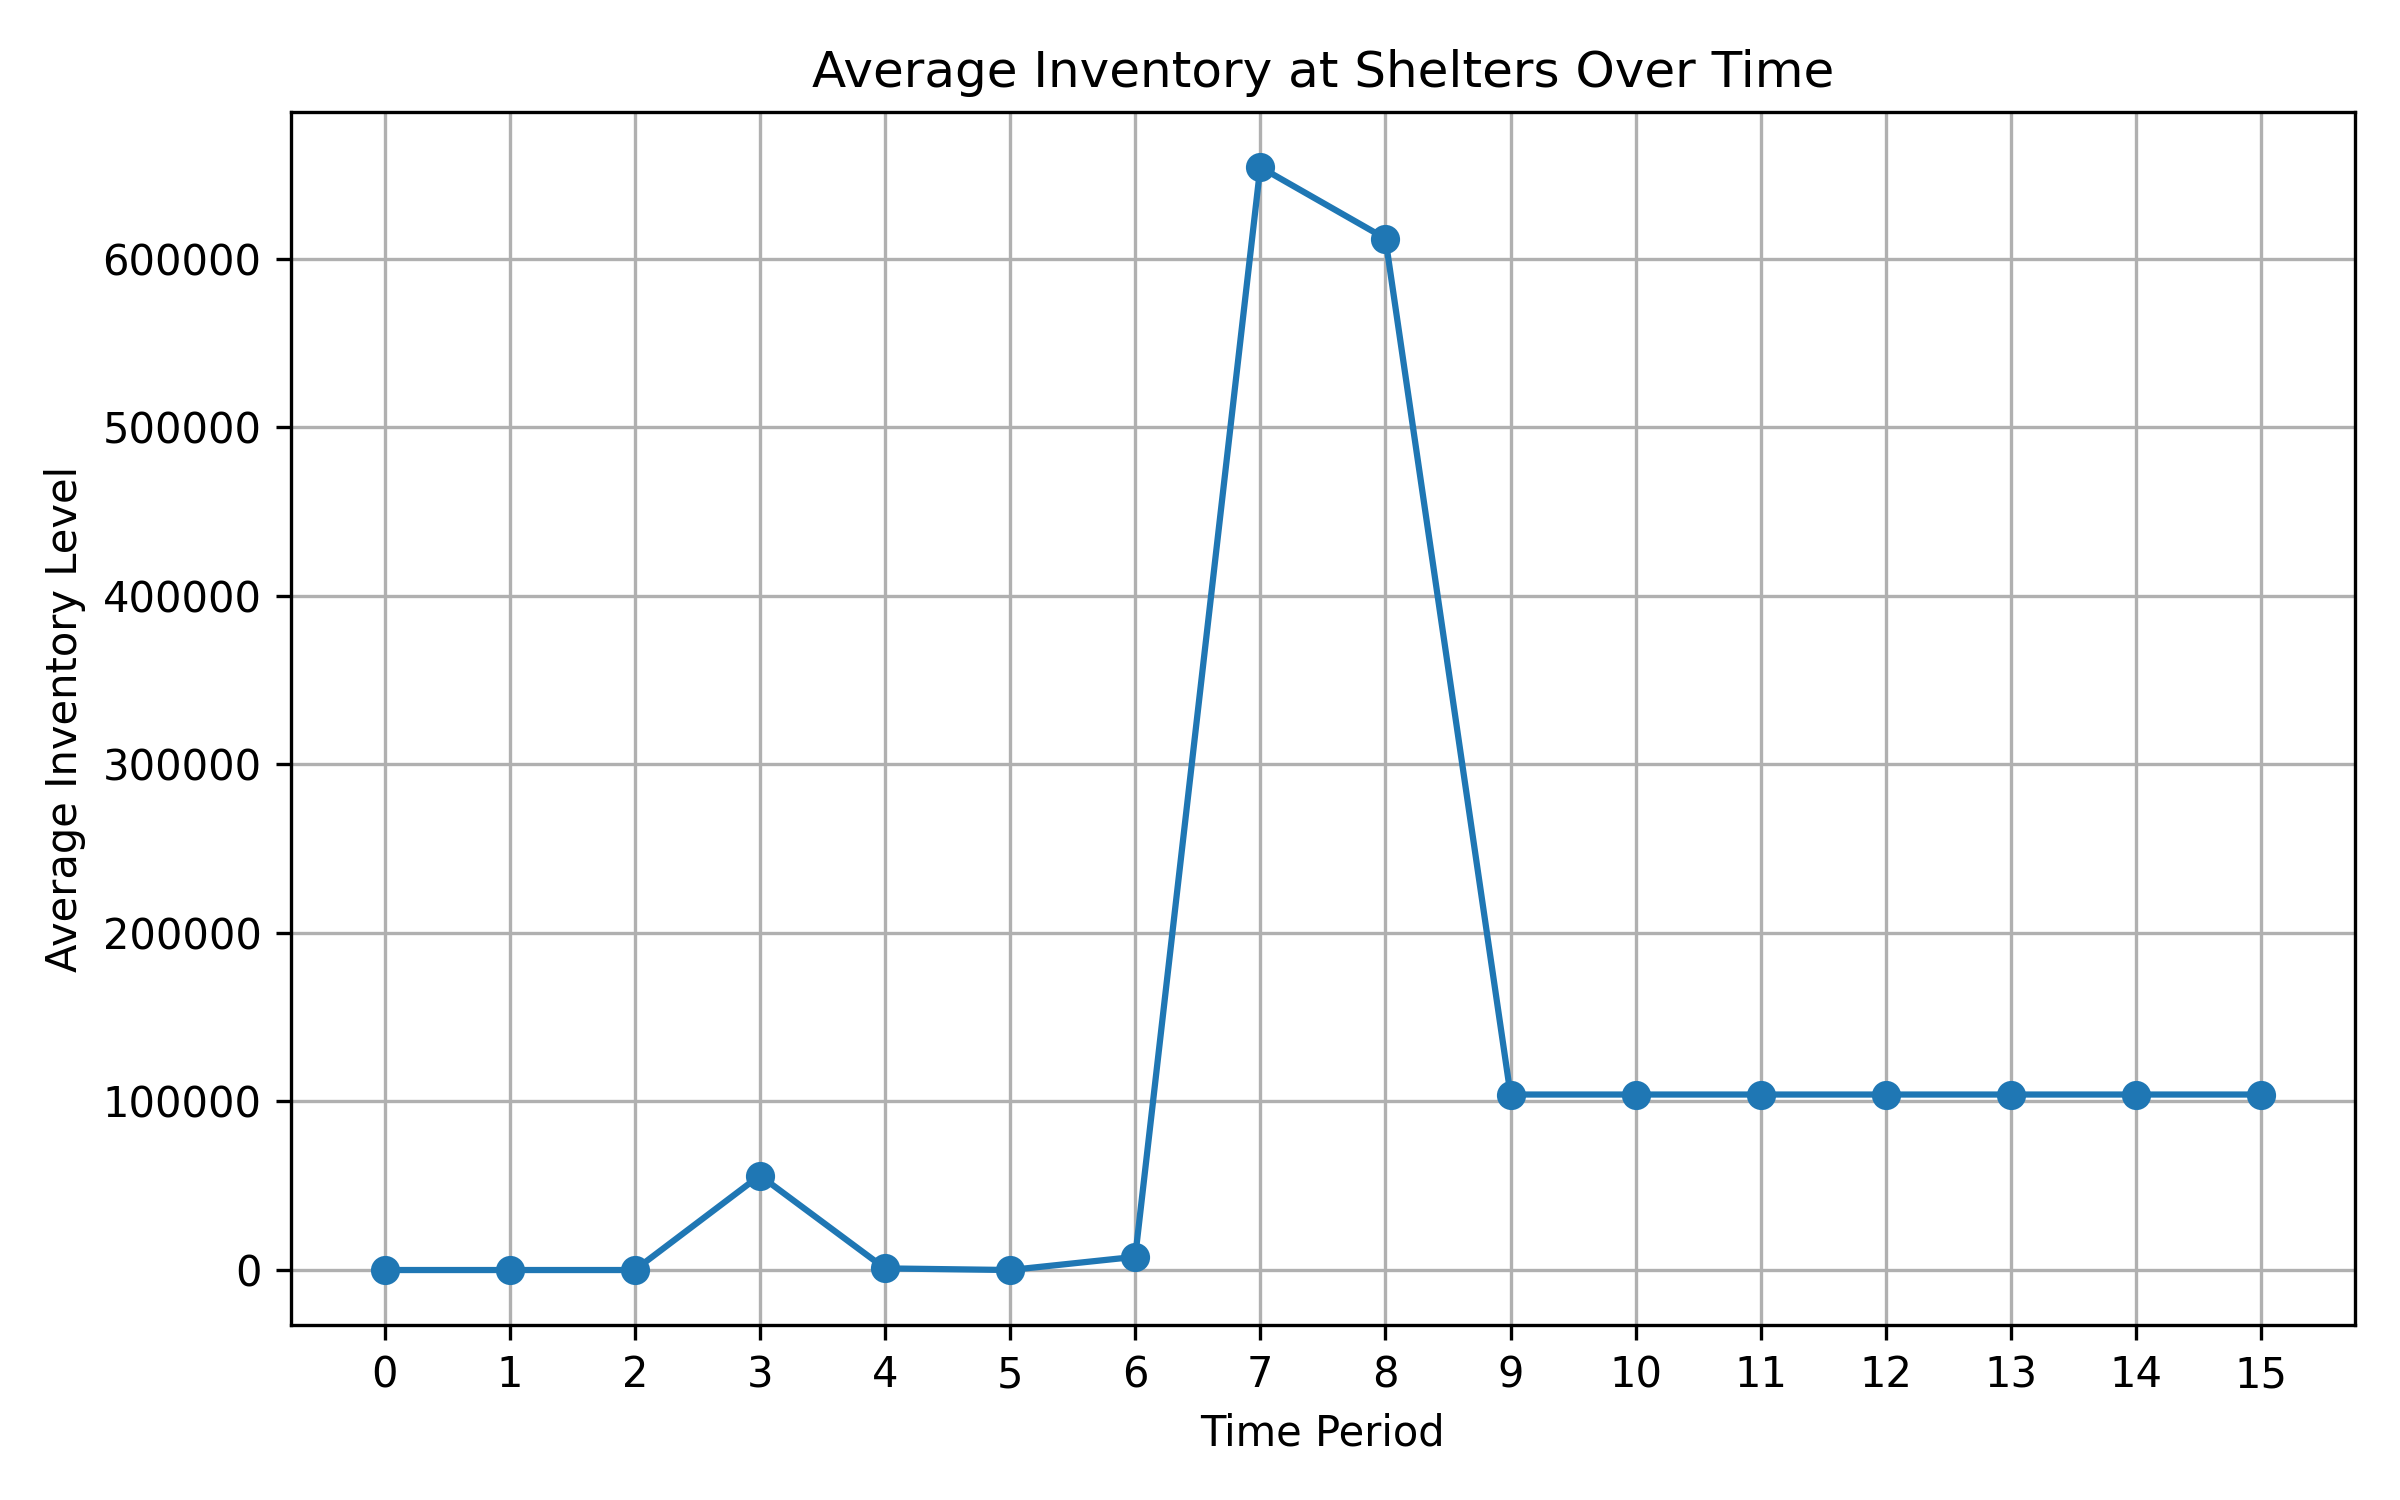 Average Inventory at Shelters Over Time
Average Inventory Level
600000
500000
400000
300000
200000
100000
0
0 1 2 3 4 5 6 7 8 9 10 11 12 13 14 15
Time Period